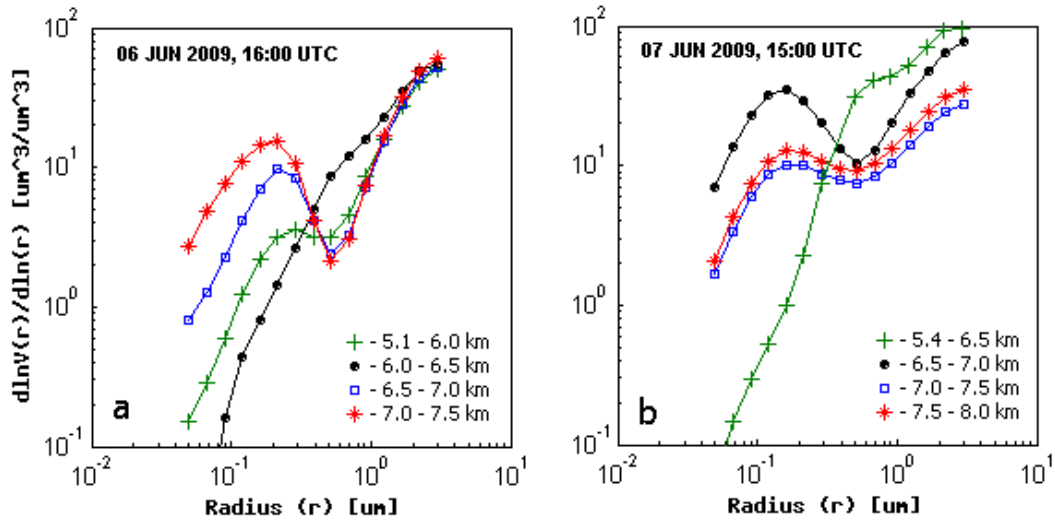 06 JUN 2009, 16:00 UTC
dlnV(r)/dln(r) [um^3/um^3]
10^2
10^1
10^0
10^-1
- 5.1 - 6.0 km
- 6.0 - 6.5 km
- 6.5 - 7.0 km
- 7.0 - 7.5 km
a
10^-2 10^-1 10^0 10^1
Radius (r) [um]
07 JUN 2009, 15:00 UTC
10^2
10^1
10^0
10^-1
- 5.4 - 6.5 km
- 6.5 - 7.0 km
- 7.0 - 7.5 km
- 7.5 - 8.0 km
b
10^-2 10^-1 10^0 10^1
Radius (r) [um]